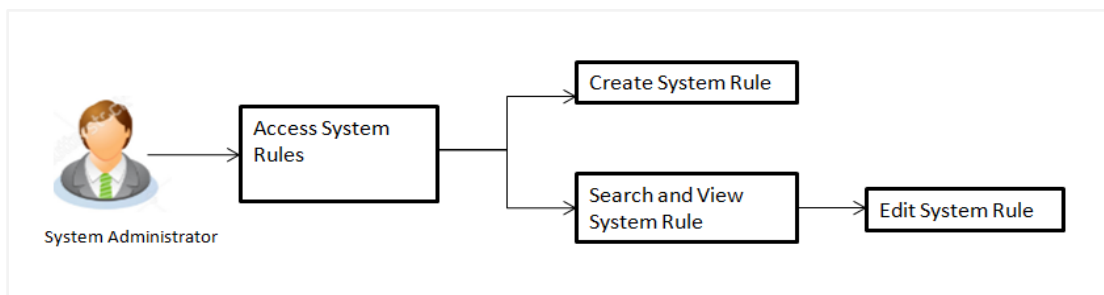 Create System Rule
Access System
Rules
Search and View
System Rule
Edit System Rule
System Administrator